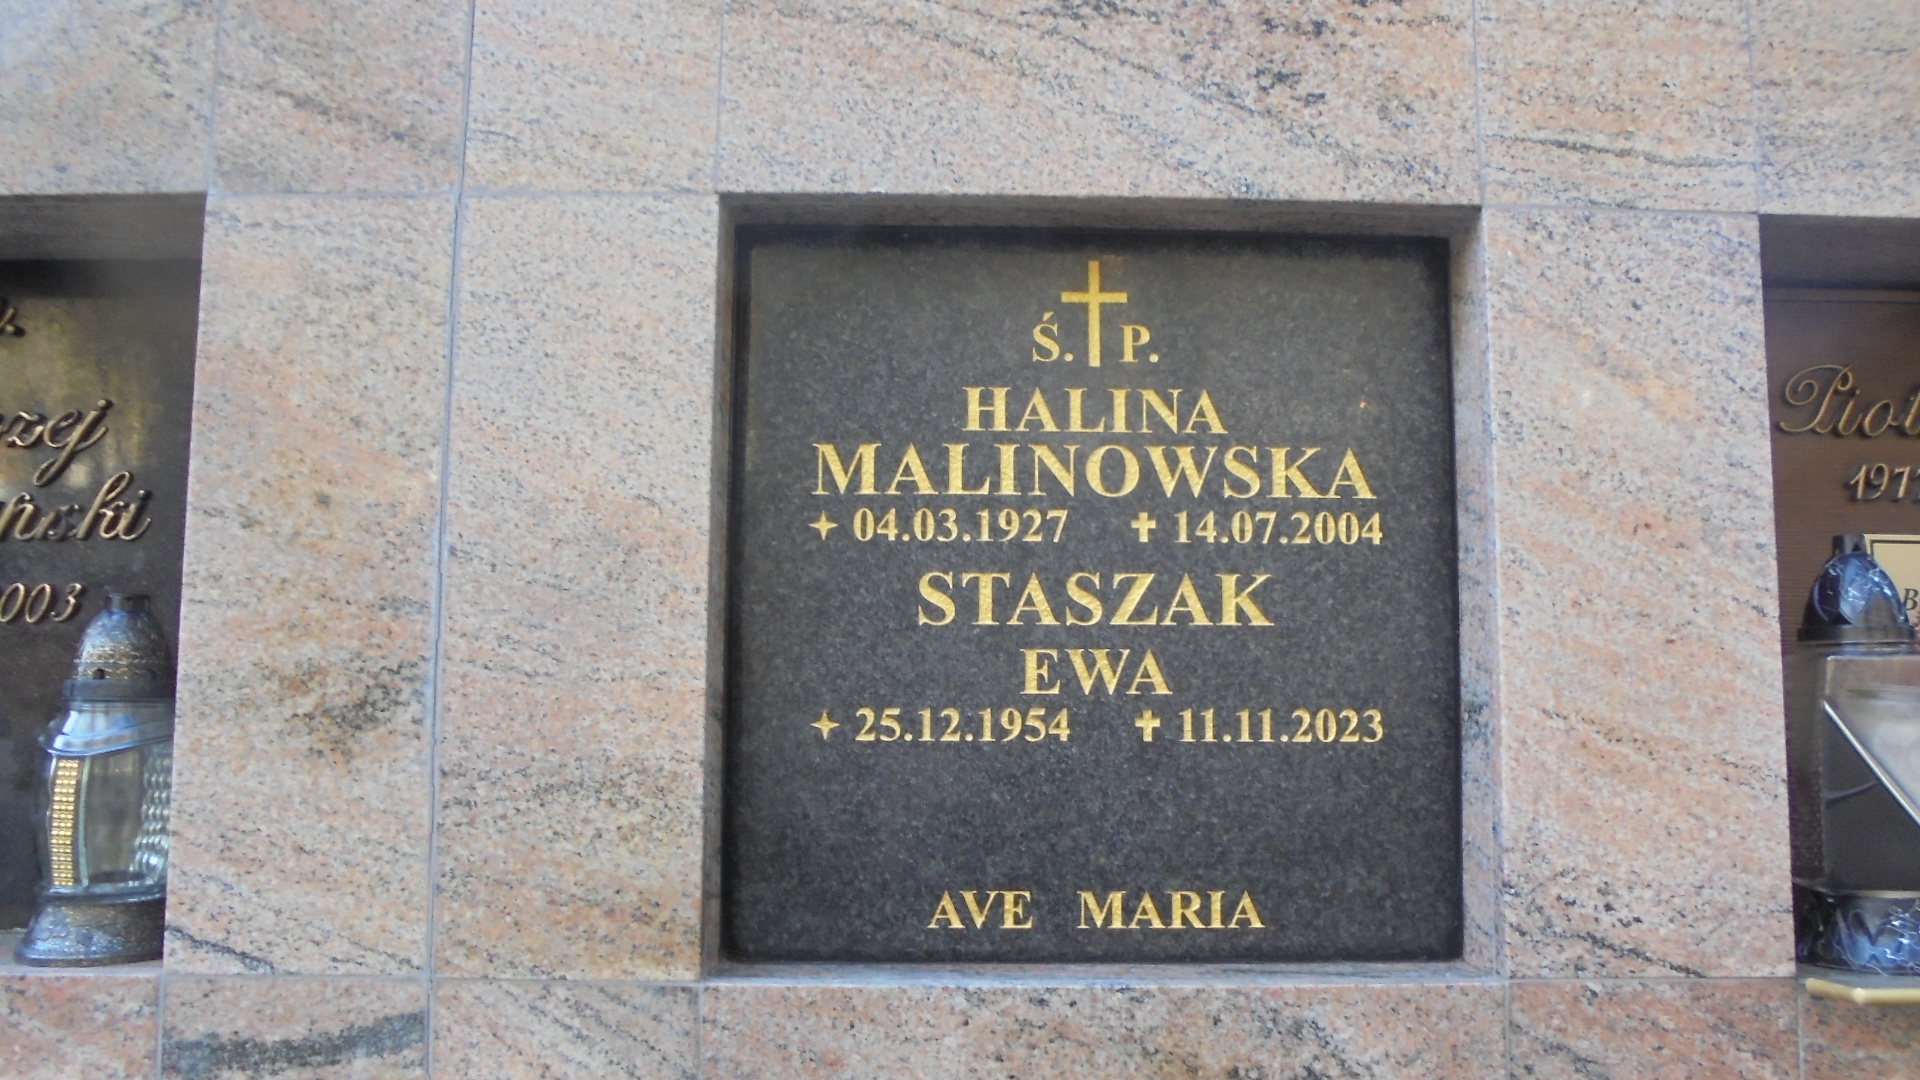 Ś. P.
HALINA
MALINOWSKA
04.03.1927 14.07.2004
STASZAK
EWA
25.12.1954 11.11.2023
AVE MARIA